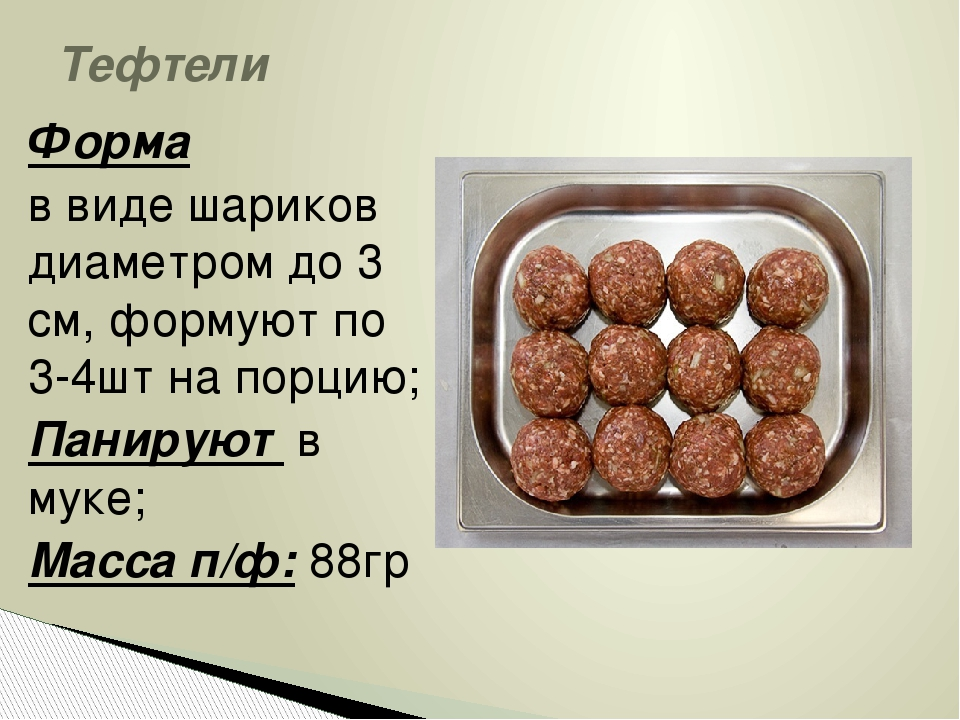 Тефтели
Форма
в виде шариков
диаметром до 3
см, формуют по
3-4шт на порцию;
Панируют в
муке;
Масса п/ф: 88гр